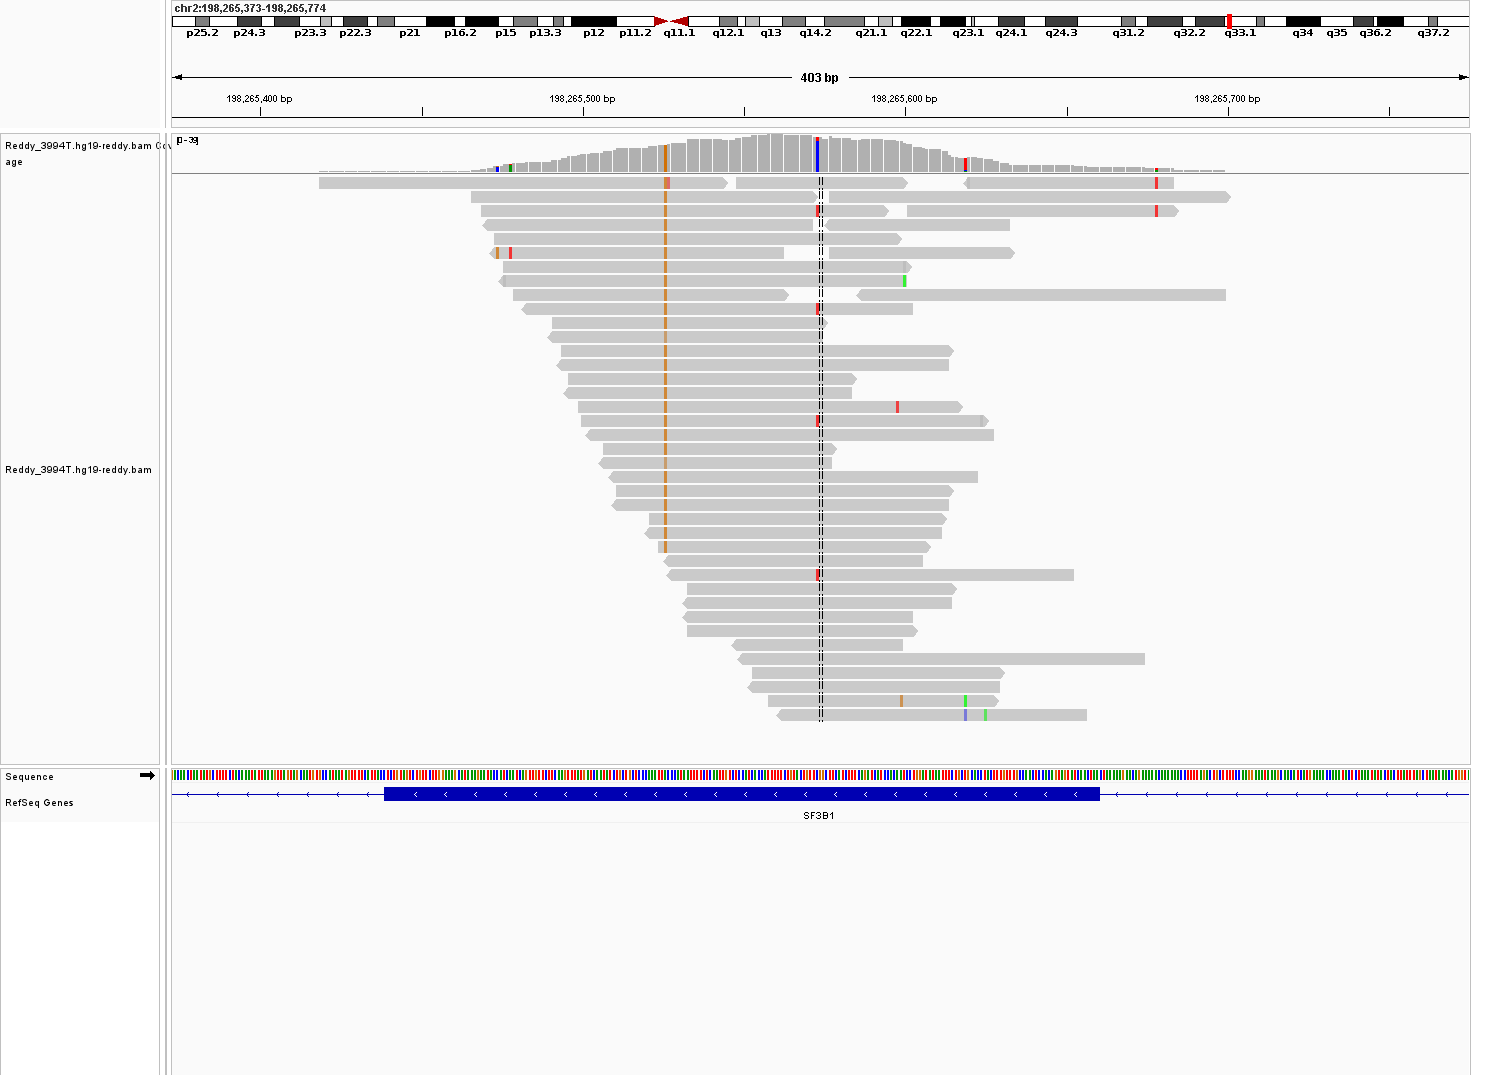 chr2:198,265,373-198,265,774
p25.2 p24.3 p23.3 p22.3 p21 p16.2 p15 p13.3 p12 p11.2 q11.1 q12.1 q13 q14.2 q21.1 q22.1 q23.1 q24.1 q24.3 q31.2 q32.2 q33.1 q34 q35 q36.2 q37.2
403 bp
198,265,400 bp 198,265,500 bp 198,265,600 bp 198,265,700 bp
Reddy_3994T.hg19-reddy.bam Cov
age
[0-39]
Reddy_3994T.hg19-reddy.bam
Sequence
RefSeq Genes
SF3B1